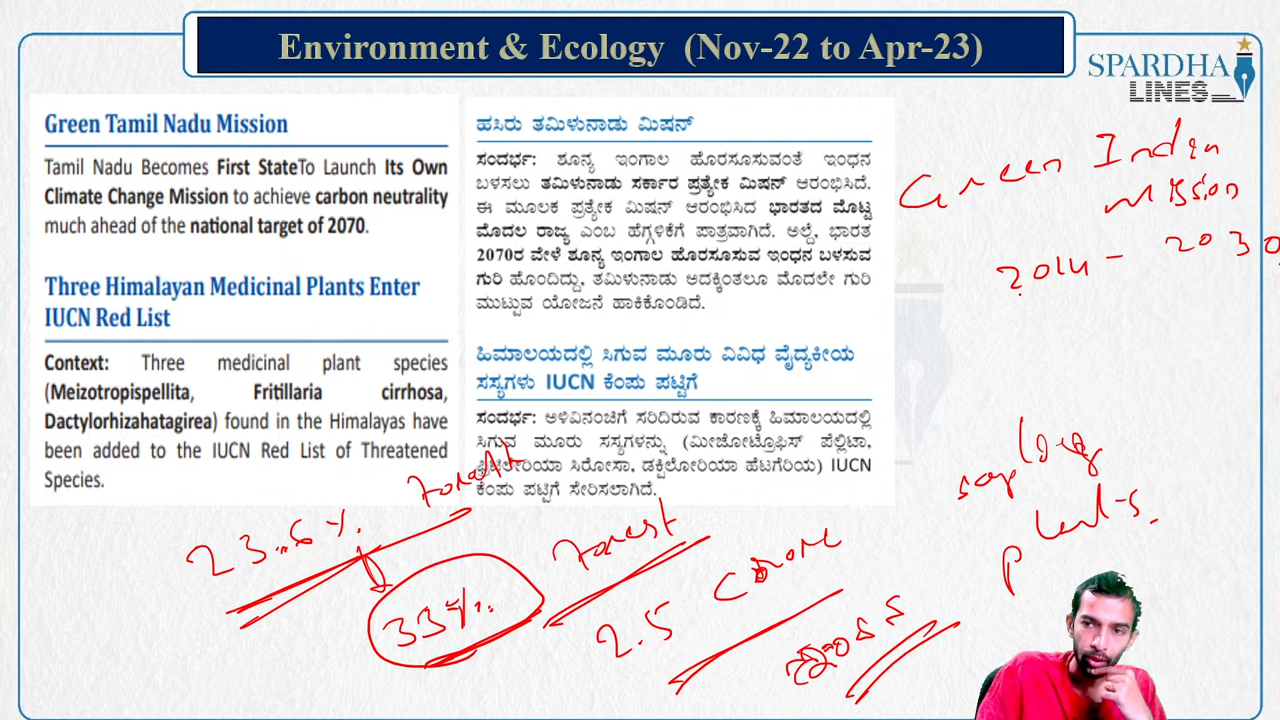 Environment & Ecology (Nov-22 to Apr-23)
SPARDHA
LINES
Green Tamil Nadu Mission
Tamil Nadu Becomes First StateTo Launch Its Own
Climate Change Mission to achieve carbon neutrality
much ahead of the national target of 2070.
Three Himalayan Medicinal Plants Enter
IUCN Red List
Context: Three medicinal plant species
(Meizotropispellita, Fritillaria cirrhosa,
Dactylorhizahatagirea) found in the Himalayas have
been added to the IUCN Red List of Threatened
Species.
ಹಸಿರು ತಮಿಳುನಾಡು ಮಿಷನ್
ಸಂದರ್ಭ: ಶೂನ್ಯ ಇಂಗಾಲ ಹೊರಸೂಸುವಂತೆ ಇಂಧನ
ಬಳಸಲು ತಮಿಳುನಾಡು ಸರ್ಕಾರ ಪ್ರತ್ಯೇಕ ಮಿಷನ್ ಆರಂಭಿಸಿದೆ.
ಈ ಮೂಲಕ ಪ್ರತ್ಯೇಕ ಮಿಷನ್ ಆರಂಭಿಸಿದ ಭಾರತದ ಮೊಟ್ಟ
ಮೊದಲ ರಾಜ್ಯ ಎಂಬ ಹೆಗ್ಗಳಿಕೆಗೆ ಪಾತ್ರವಾಗಿದೆ. ಅಲ್ದೆ, ಭಾರತ
2070ರ ವೇಳೆ ಶೂನ್ಯ ಇಂಗಾಲ ಹೊರಸೂಸುವ ಇಂಧನ ಬಳಸುವ
ಗುರಿ ಹೊಂದಿದ್ದು, ತಮಿಳುನಾಡು ಅದಕ್ಕಿಂತಲೂ ಮೊದಲೇ ಗುರಿ
ಮುಟ್ಟುವ ಯೋಜನೆ ಹಾಕಿಕೊಂಡಿದೆ.
ಹಿಮಾಲಯದಲ್ಲಿ ಸಿಗುವ ಮೂರು ವಿವಿಧ ವೈದ್ಯಕೀಯ
ಸಸ್ಯಗಳು IUCN ಕೆಂಪು ಪಟ್ಟಿಗೆ
ಸಂದರ್ಭ: ಅಳಿವಿನಂಚಿಗೆ ಸರಿದಿರುವ ಕಾರಣಕ್ಕೆ ಹಿಮಾಲಯದಲ್ಲಿ
ಸಿಗುವ ಮೂರು ಸಸ್ಯಗಳನ್ನು (ಮೀಜೋಟ್ರೊಫಿಸ್ ಪೆಲ್ಲಿಟಾ,
ಫ್ರಿಟಿಲೇರಿಯಾ ಸಿರೋಸಾ, ಡಕ್ಟಿಲೋರಿಯಾ ಹೆಟಗೆರಿಯ) IUCN
ಕೆಂಪು ಪಟ್ಟಿಗೆ ಸೇರಿಸಲಾಗಿದೆ.
Green Indian
Mission
2014 - 2030
23.6 %. Forest
33%. Forest
2.5 Crore
plants.